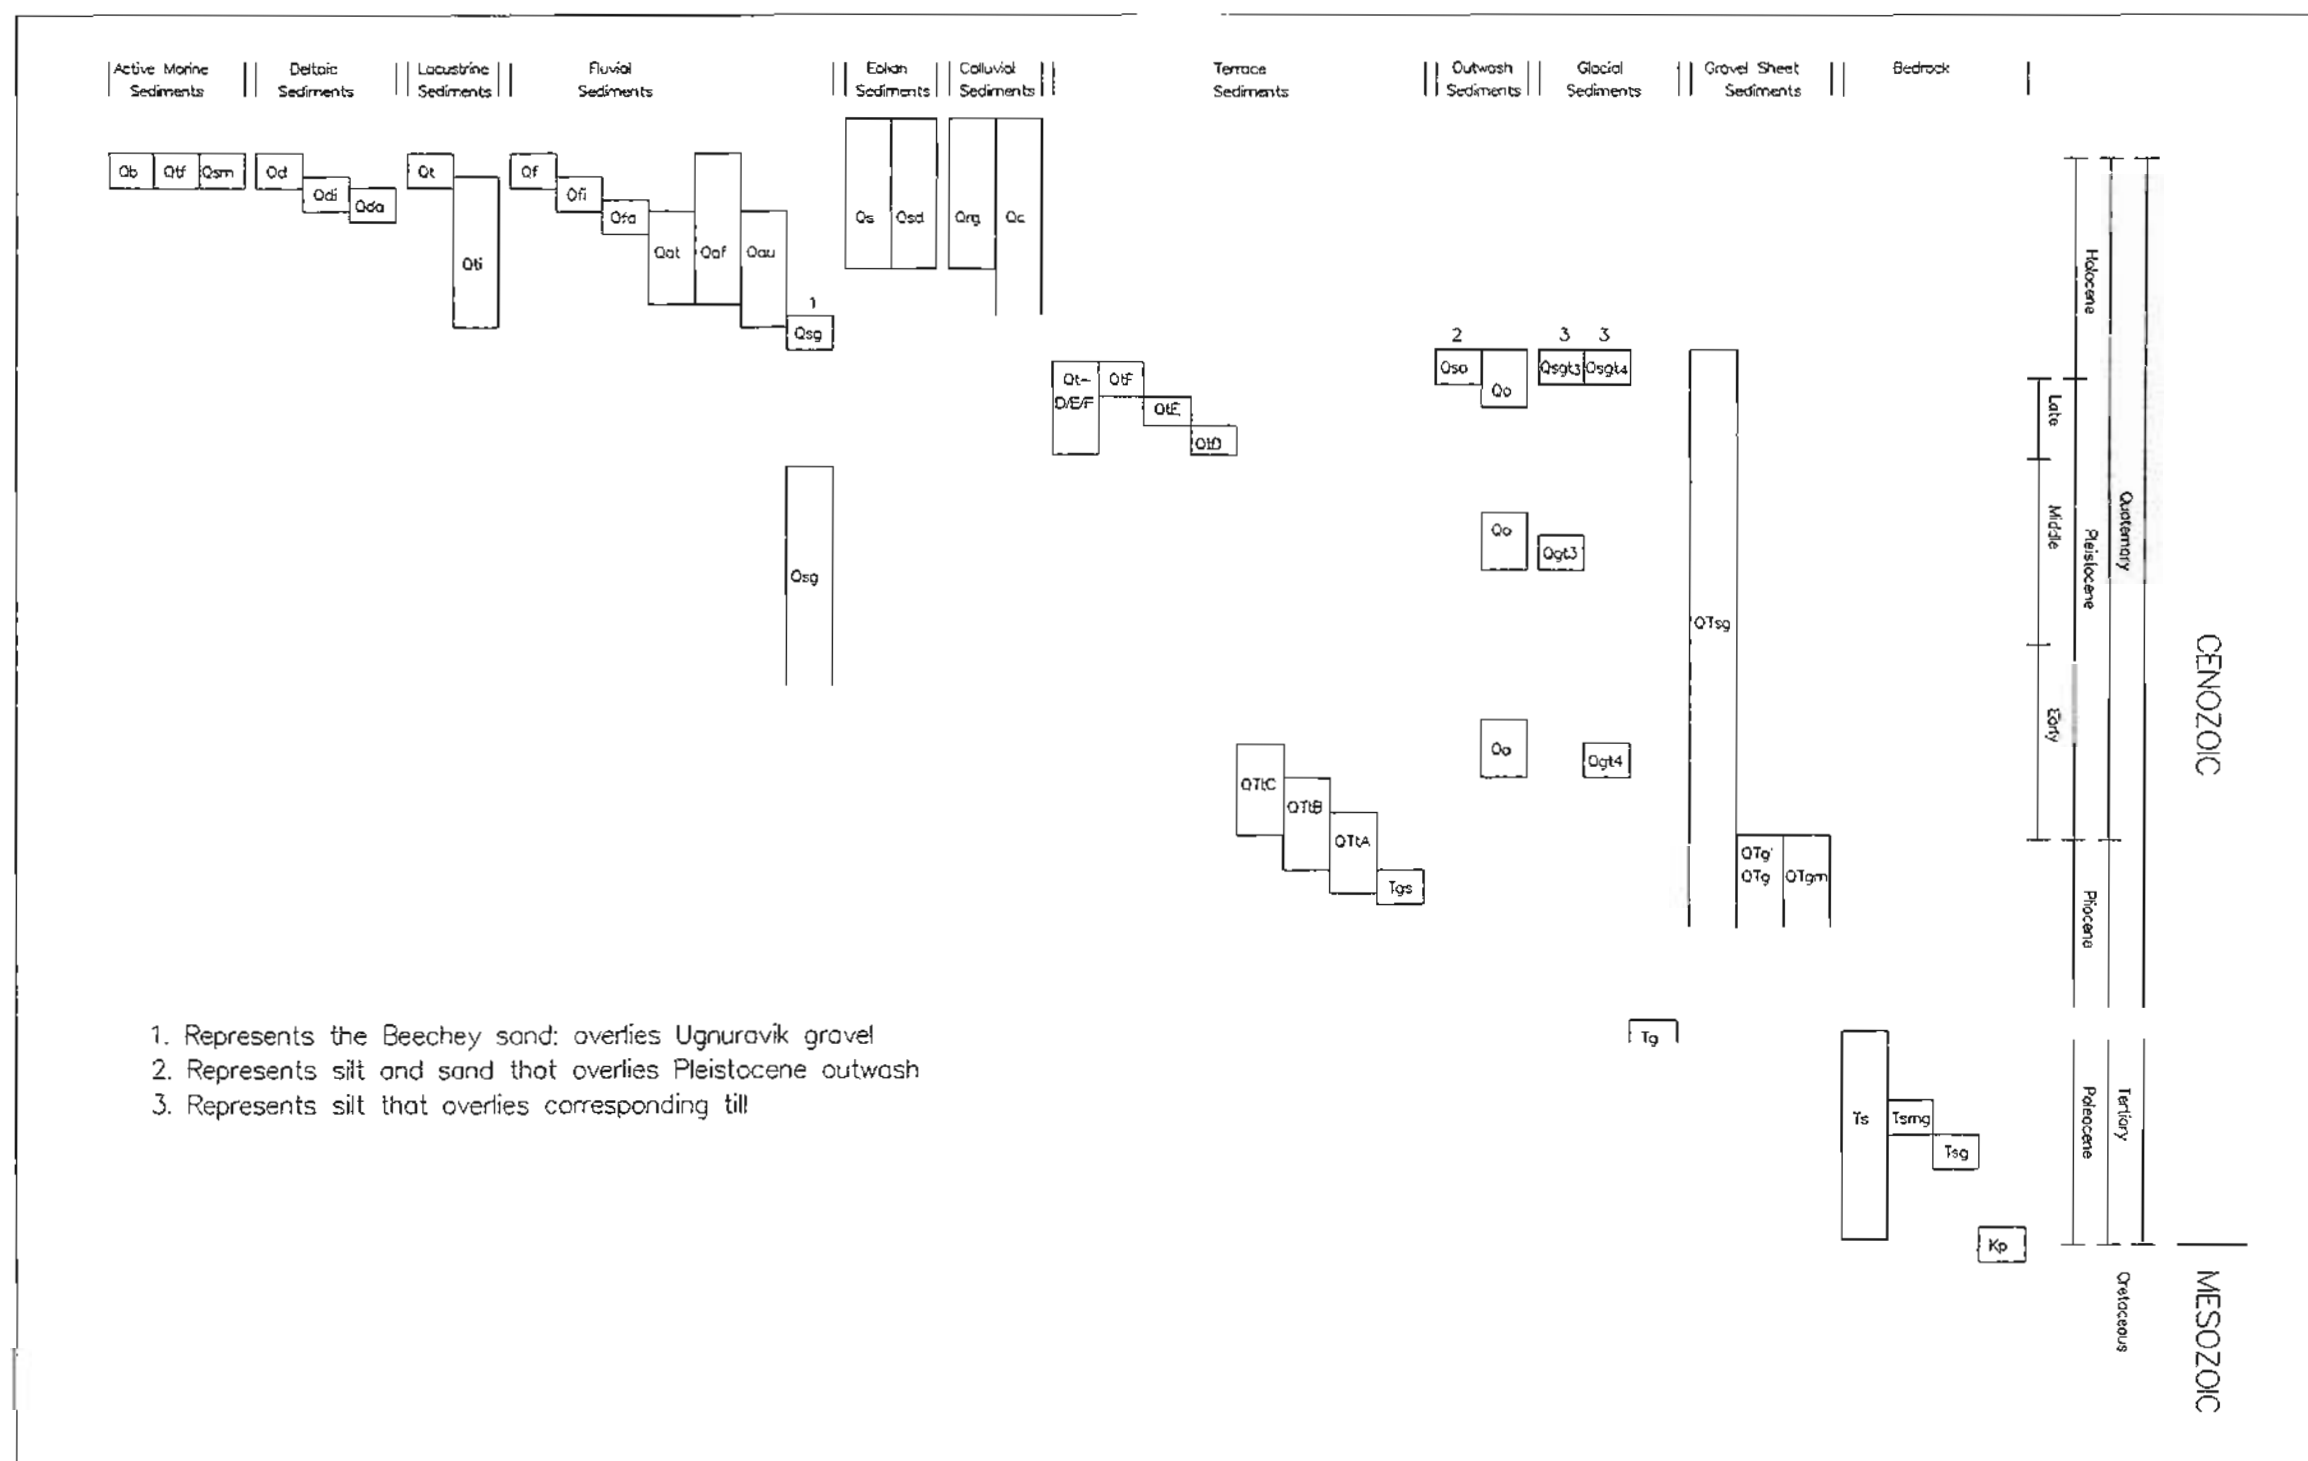 Active Marine
Sediments
Deltaic
Sediments
Lacustrine
Sediments
Fluvial
Sediments
Eolian
Sediments
Colluvial
Sediments
Terrace
Sediments
Outwash
Sediments
Glacial
Sediments
Gravel Sheet
Sediments
Bedrock
Qb
Qtf
Qsm
Qd
Qdi
Qda
Qt
Qti
Qf
Qfi
Qfa
Qat
Qaf
Qau
1
Qsg
Qsg
Qs
Qsd
Qrg
Qc
Qt-
D/E/F
QtF
QtE
QtD
QTtC
QTtB
QTtA
Tgs
2
Qso
Qo
Qo
Qo
3
3
Qsgt3
Qsgt4
Qgt3
Qgt4
Tg
QTsg
QTg'
QTg
QTgm
Ts
Tsmg
Tsg
Kp
Late
Middle
Early
Holocene
Pleistocene
Pliocene
Paleocene
Quaternary
Tertiary
Cretaceous
CENOZOIC
MESOZOIC
1. Represents the Beechey sand: overlies Ugnuravik gravel
2. Represents silt and sand that overlies Pleistocene outwash
3. Represents silt that overlies corresponding till